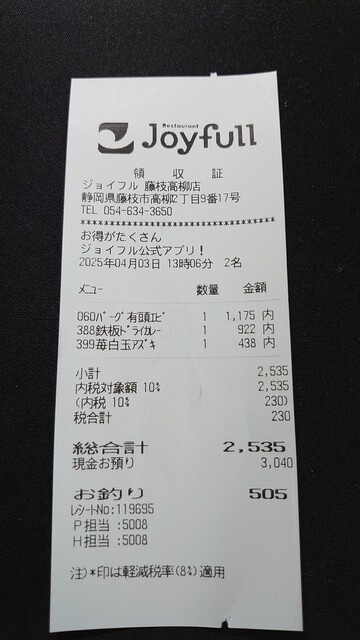 Restaurant
Joyfull
領 収 証
ジョイフル 藤枝高柳店
静岡県藤枝市高柳2丁目9番17号
TEL 054-634-3650
****************************************
お得がたくさん
ジョイフル公式アプリ!
2025年04月03日 13時06分 2名
メニュー 数量 金額
060ハ゛ーグ有頭エビ 1 1,175 内
388鉄板ドライカレー 1 922 内
399苺白玉アズキ 1 438 内
小計 2,535
内税対象額 10% 2,535
(内税 10% 230)
税合計 230
総合計 2,535
現金お預り 3,040
お釣り 505
レシートNo:119695
P担当 :5008
H担当 :5008
注)*印は軽減税率(8%)適用